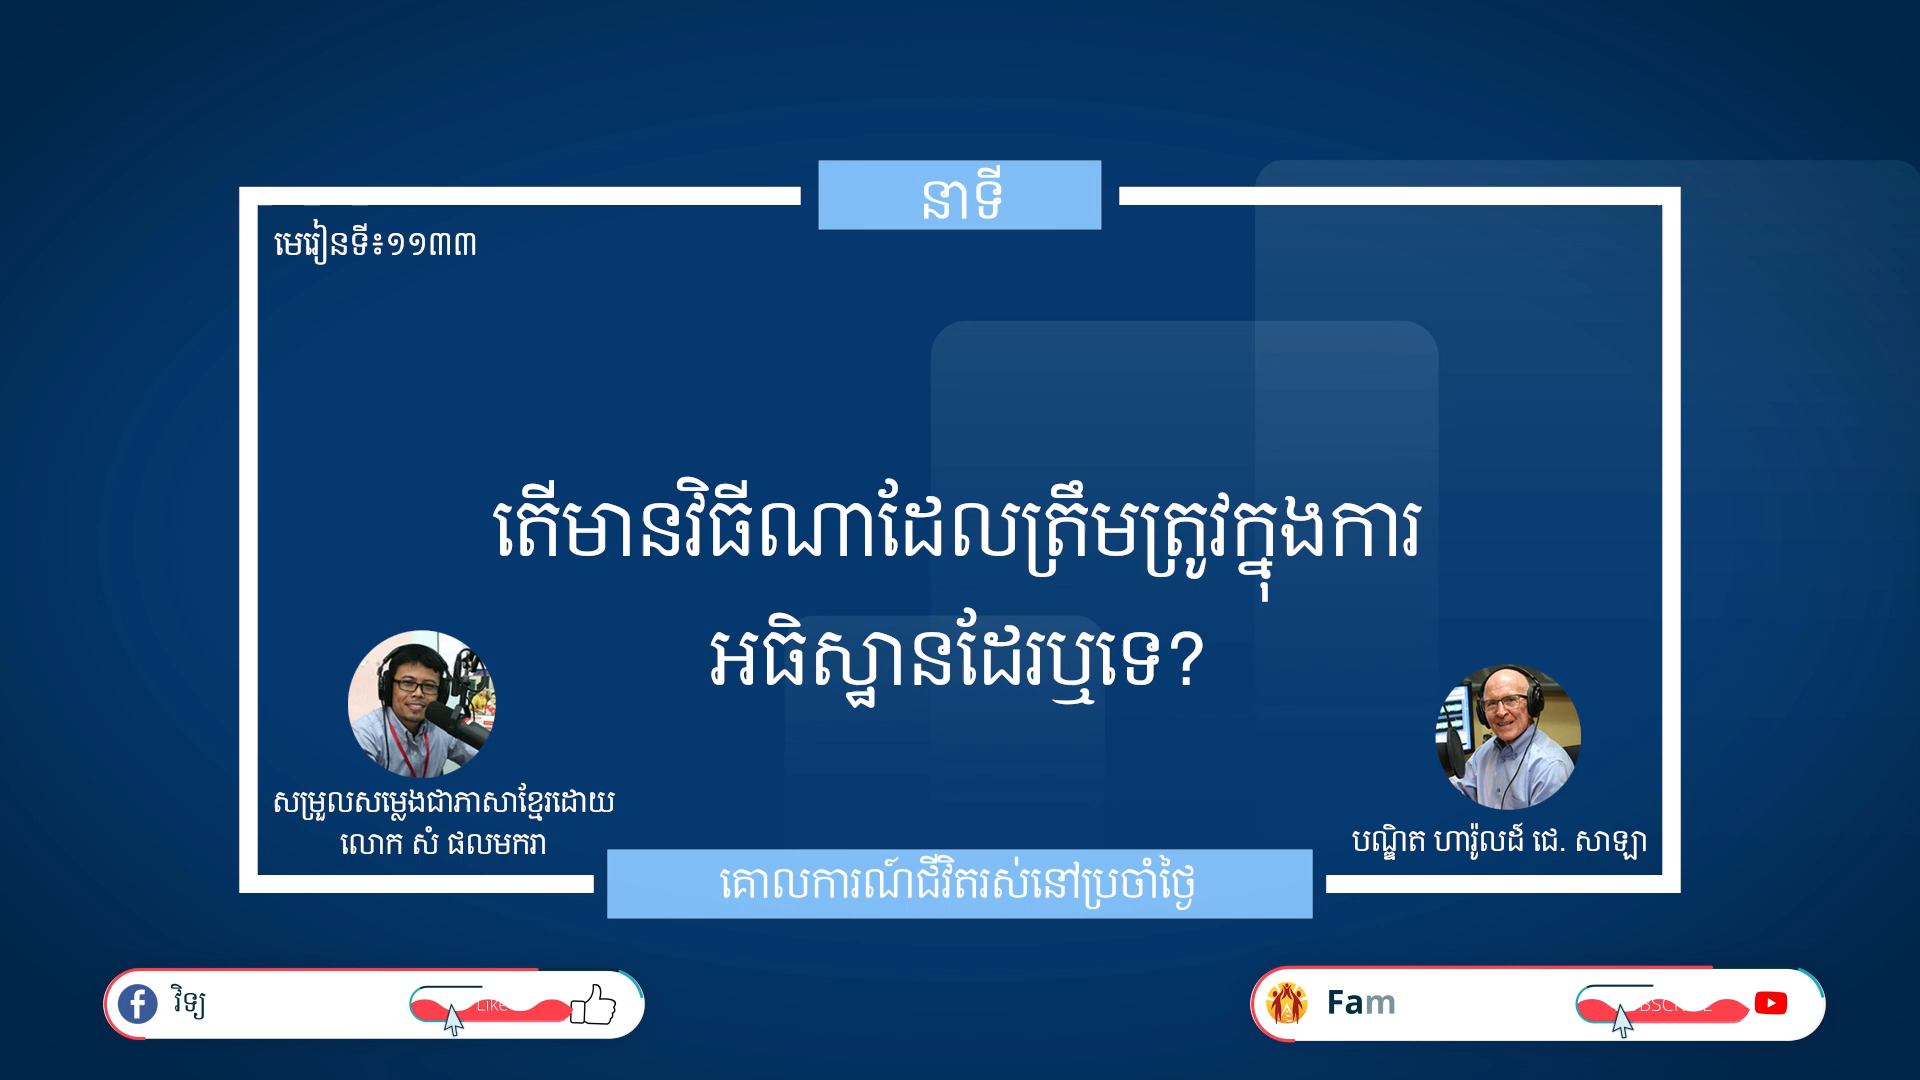 នាទី
មេរៀនទី៖១១៣៣
តើមានវិធីណាដែលត្រឹមត្រូវក្នុងការ
អធិស្ឋានដែរឬទេ?
សម្រួលសម្លេងជាភាសាខ្មែរដោយ
លោក សំ ផលមករា
បណ្ឌិត ហារ៉ូលដ៍ ជេ. សាឡា
គោលការណ៍ជីវិតរស់នៅប្រចាំថ្ងៃ
វិទ្យ
Like
Fam